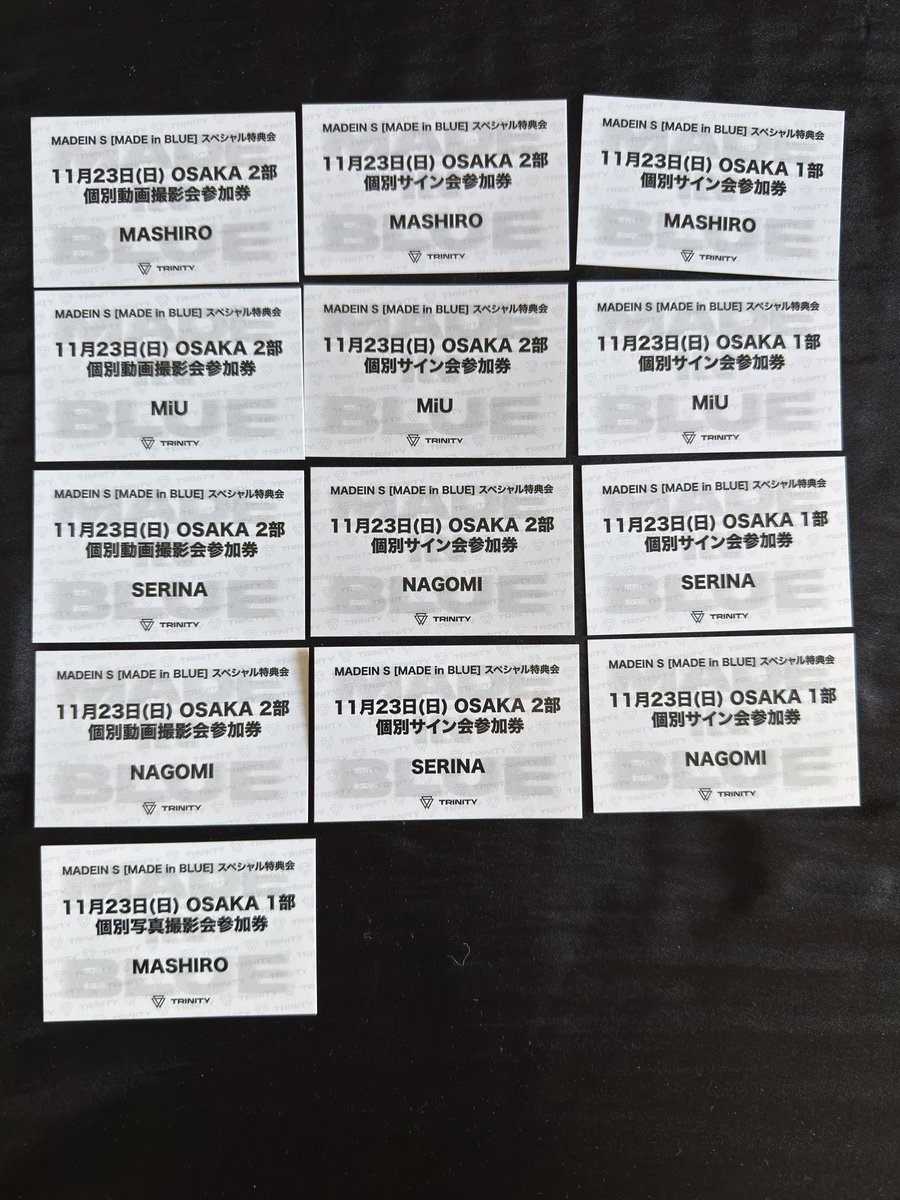 MADEIN S [MADE in BLUE] スペシャル特典会
11月23日(日) OSAKA 2部
個別動画撮影会参加券
MASHIRO
TRINITY
MADEIN S [MADE in BLUE] スペシャル特典会
11月23日(日) OSAKA 2部
個別サイン会参加券
MASHIRO
TRINITY
MADEIN S [MADE in BLUE] スペシャル特典会
11月23日(日) OSAKA 1部
個別サイン会参加券
MASHIRO
TRINITY
MADEIN S [MADE in BLUE] スペシャル特典会
11月23日(日) OSAKA 2部
個別動画撮影会参加券
MiU
TRINITY
MADEIN S [MADE in BLUE] スペシャル特典会
11月23日(日) OSAKA 2部
個別サイン会参加券
MiU
TRINITY
MADEIN S [MADE in BLUE] スペシャル特典会
11月23日(日) OSAKA 1部
個別サイン会参加券
MiU
TRINITY
MADEIN S [MADE in BLUE] スペシャル特典会
11月23日(日) OSAKA 2部
個別動画撮影会参加券
SERINA
TRINITY
MADEIN S [MADE in BLUE] スペシャル特典会
11月23日(日) OSAKA 2部
個別サイン会参加券
NAGOMI
TRINITY
MADEIN S [MADE in BLUE] スペシャル特典会
11月23日(日) OSAKA 1部
個別サイン会参加券
SERINA
TRINITY
MADEIN S [MADE in BLUE] スペシャル特典会
11月23日(日) OSAKA 2部
個別動画撮影会参加券
NAGOMI
TRINITY
MADEIN S [MADE in BLUE] スペシャル特典会
11月23日(日) OSAKA 2部
個別サイン会参加券
SERINA
TRINITY
MADEIN S [MADE in BLUE] スペシャル特典会
11月23日(日) OSAKA 1部
個別サイン会参加券
NAGOMI
TRINITY
MADEIN S [MADE in BLUE] スペシャル特典会
11月23日(日) OSAKA 1部
個別写真撮影会参加券
MASHIRO
TRINITY